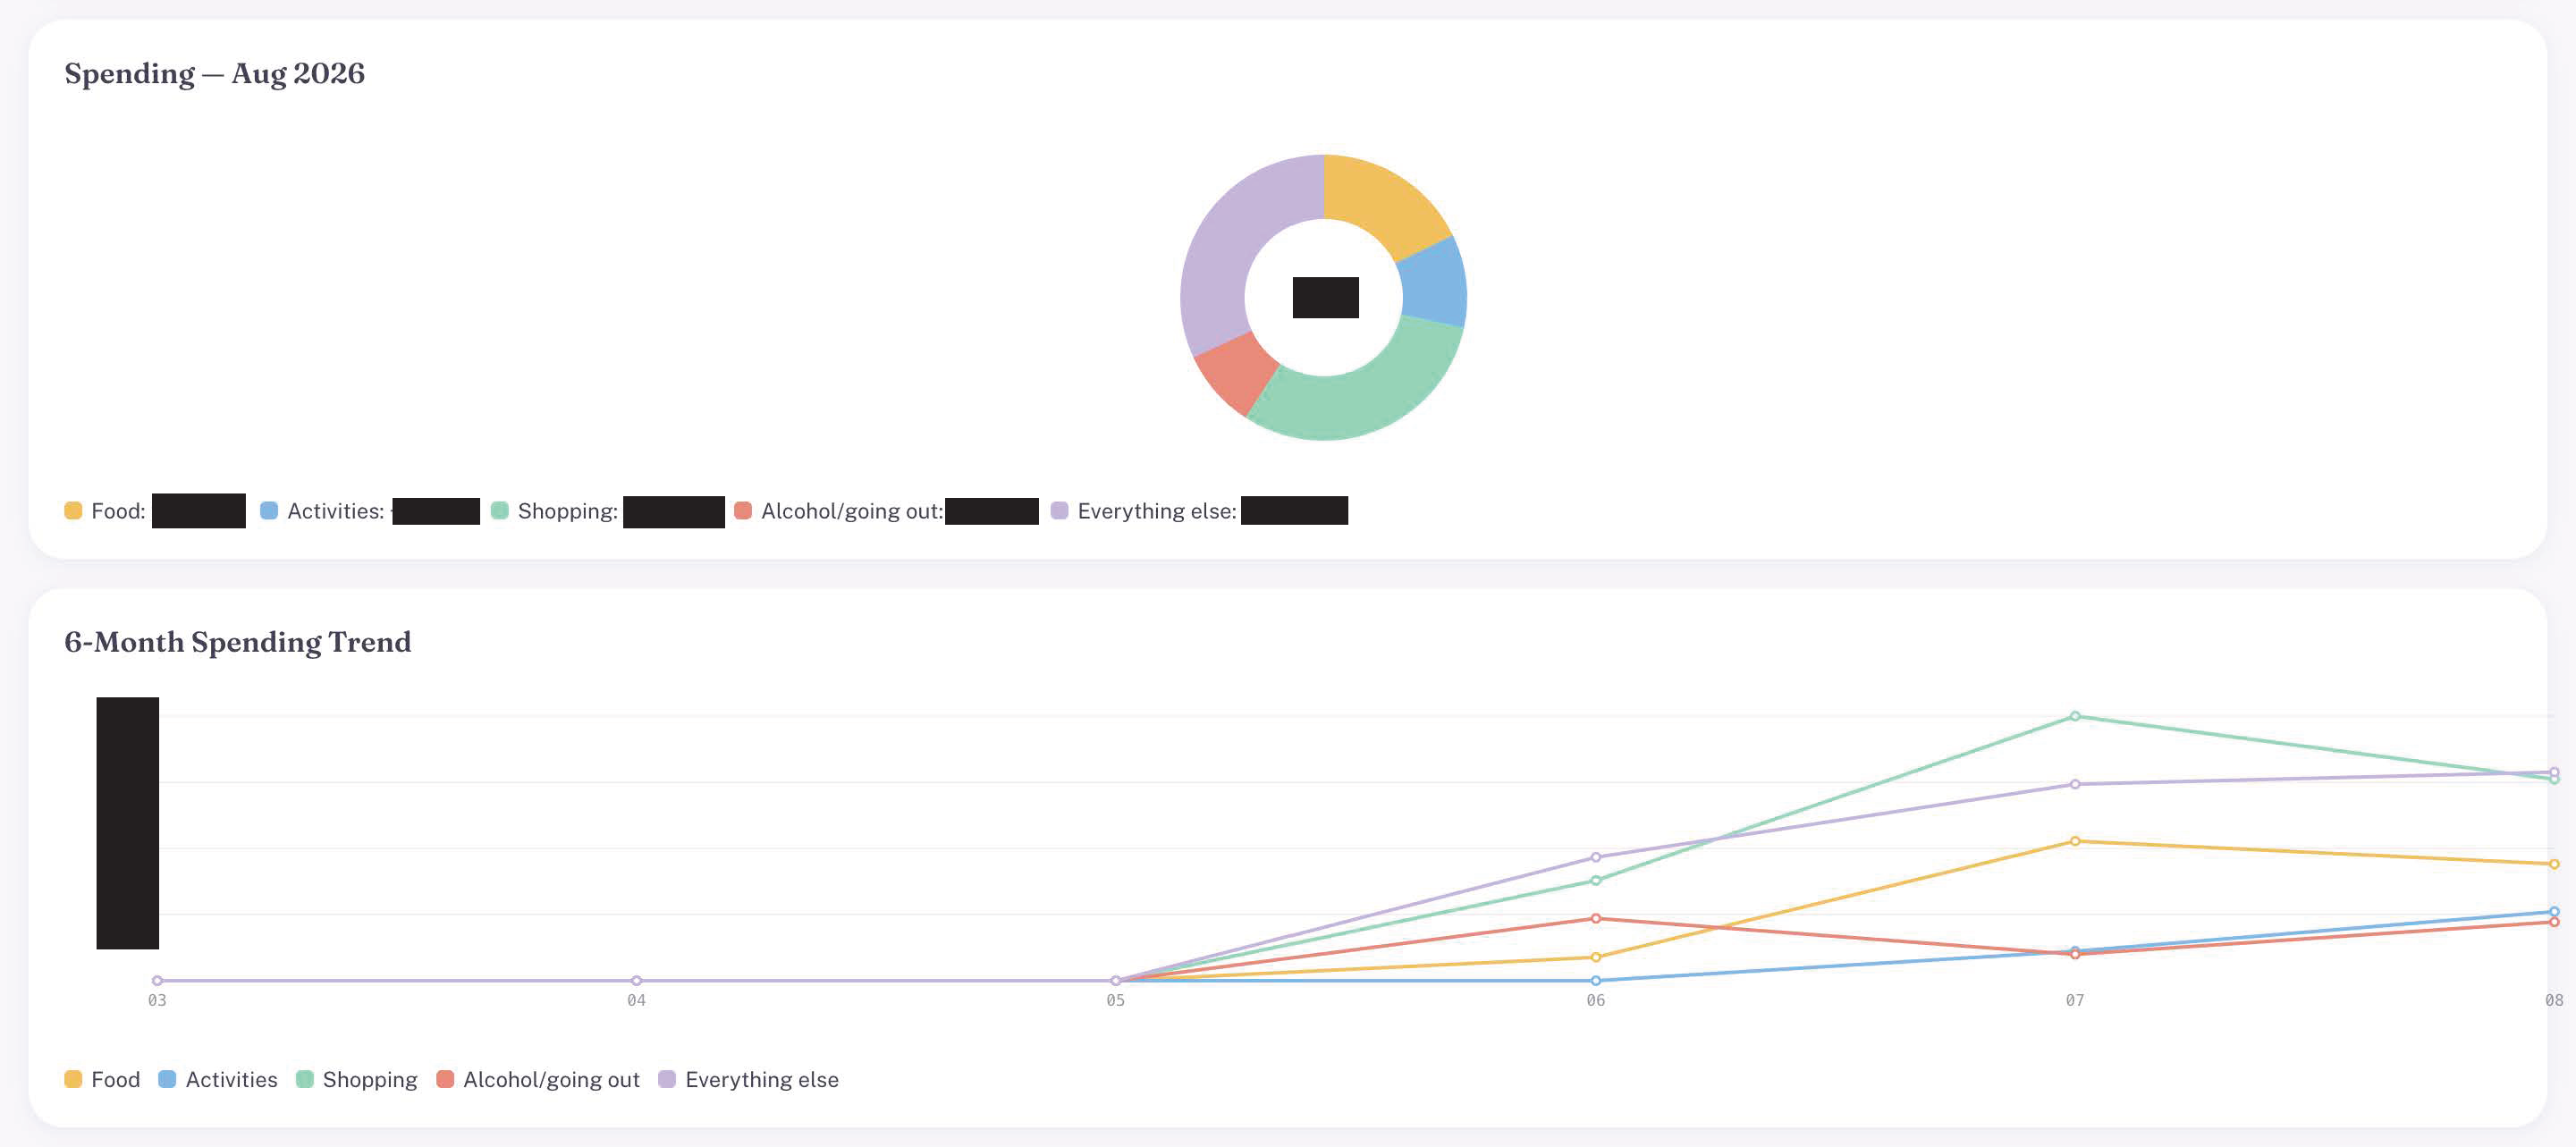 Spending — Aug 2026
Food: Activities: Shopping: Alcohol/going out: Everything else:
6-Month Spending Trend
03 04 05 06 07 08
Food Activities Shopping Alcohol/going out Everything else